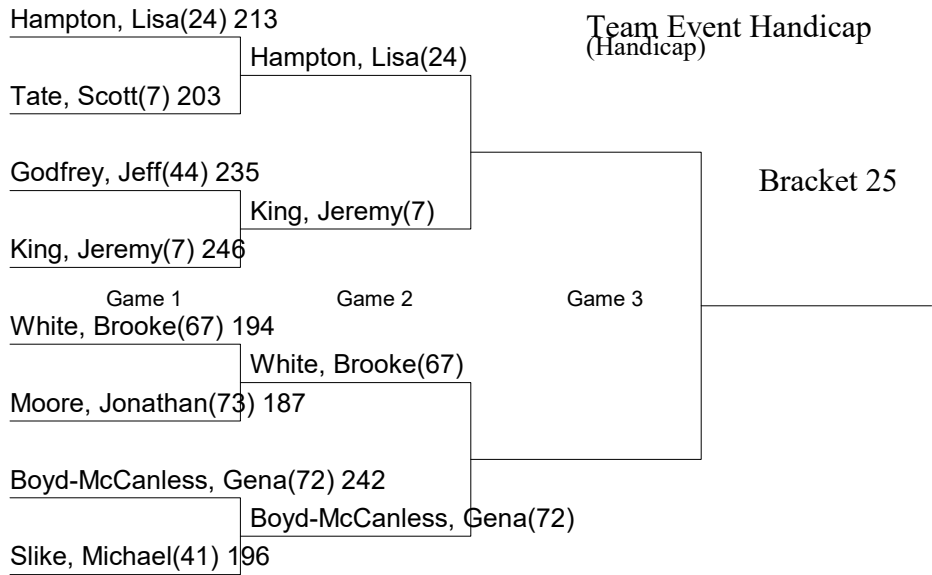 Hampton, Lisa(24) 213
Team Event Handicap
(Handicap)
Hampton, Lisa(24)
Tate, Scott(7) 203
Godfrey, Jeff(44) 235
Bracket 25
King, Jeremy(7)
King, Jeremy(7) 246
Game 1
Game 2
Game 3
White, Brooke(67) 194
White, Brooke(67)
Moore, Jonathan(73) 187
Boyd-McCanless, Gena(72) 242
Boyd-McCanless, Gena(72)
Slike, Michael(41) 196